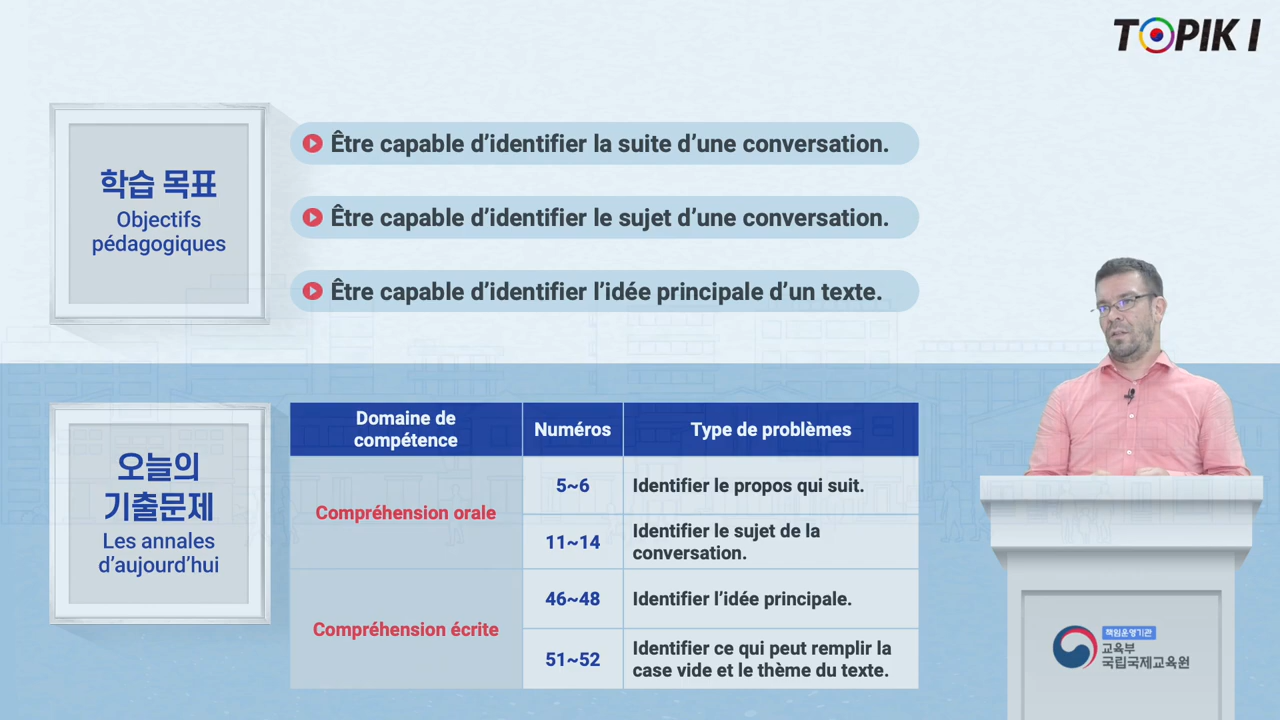 TOPIK I
학습 목표
Objectifs
pédagogiques
Être capable d’identifier la suite d’une conversation.
Être capable d’identifier le sujet d’une conversation.
Être capable d’identifier l’idée principale d’un texte.
오늘의
기출문제
Les annales
d’aujourd’hui
Domaine de
compétence
Numéros
Type de problèmes
Compréhension orale
5~6
Identifier le propos qui suit.
11~14
Identifier le sujet de la
conversation.
Compréhension écrite
46~48
Identifier l’idée principale.
51~52
Identifier ce qui peut remplir la
case vide et le thème du texte.
책임운영기관
교육부
국립국제교육원